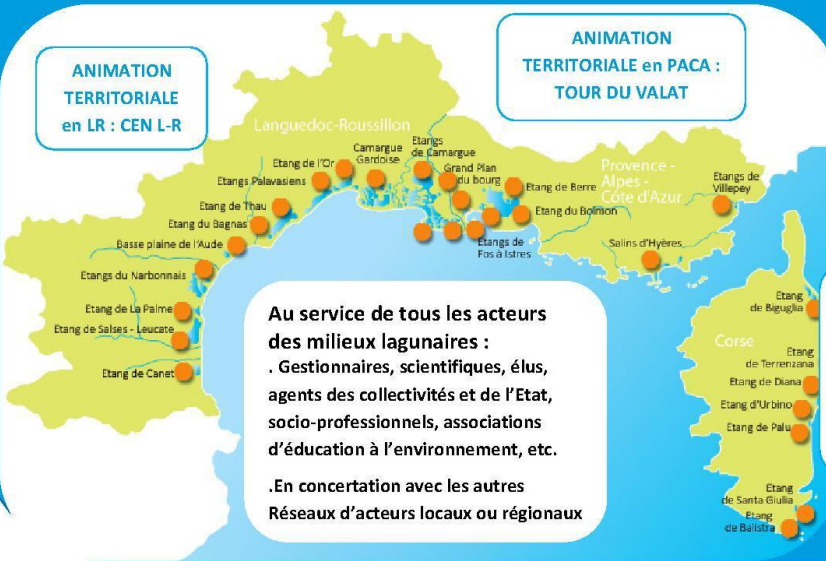 ANIMATION
TERRITORIALE
en LR : CEN L-R
ANIMATION
TERRITORIALE en PACA :
TOUR DU VALAT
Languedoc-Roussillon
Camargue
Gardoise
Etangs
de Camargue
Etang de l'Or
Grand Plan
du bourg
Etangs Palavasiens
Etang de Berre
Provence -
Alpes -
Côte d'Azur
Etangs de
Villepey
Etang de Thau
Etang du Bolmon
Etang du Bagnas
Basse plaine de l'Aude
Etangs de
Fos à Istres
Salins d'Hyères
Etangs du Narbonnais
Etang de La Palme
Etang de Salses - Leucate
Etang de Canet
Au service de tous les acteurs
des milieux lagunaires :
. Gestionnaires, scientifiques, élus,
agents des collectivités et de l'Etat,
socio-professionnels, associations
d'éducation à l'environnement, etc.
.En concertation avec les autres
Réseaux d'acteurs locaux ou régionaux
Etang
de Biguglia
Corse
Etang
de Terrenzana
Etang de Diana
Etang d'Urbino
Etang de Palu
Etang
de Santa Giulia
Etang
de Balistra